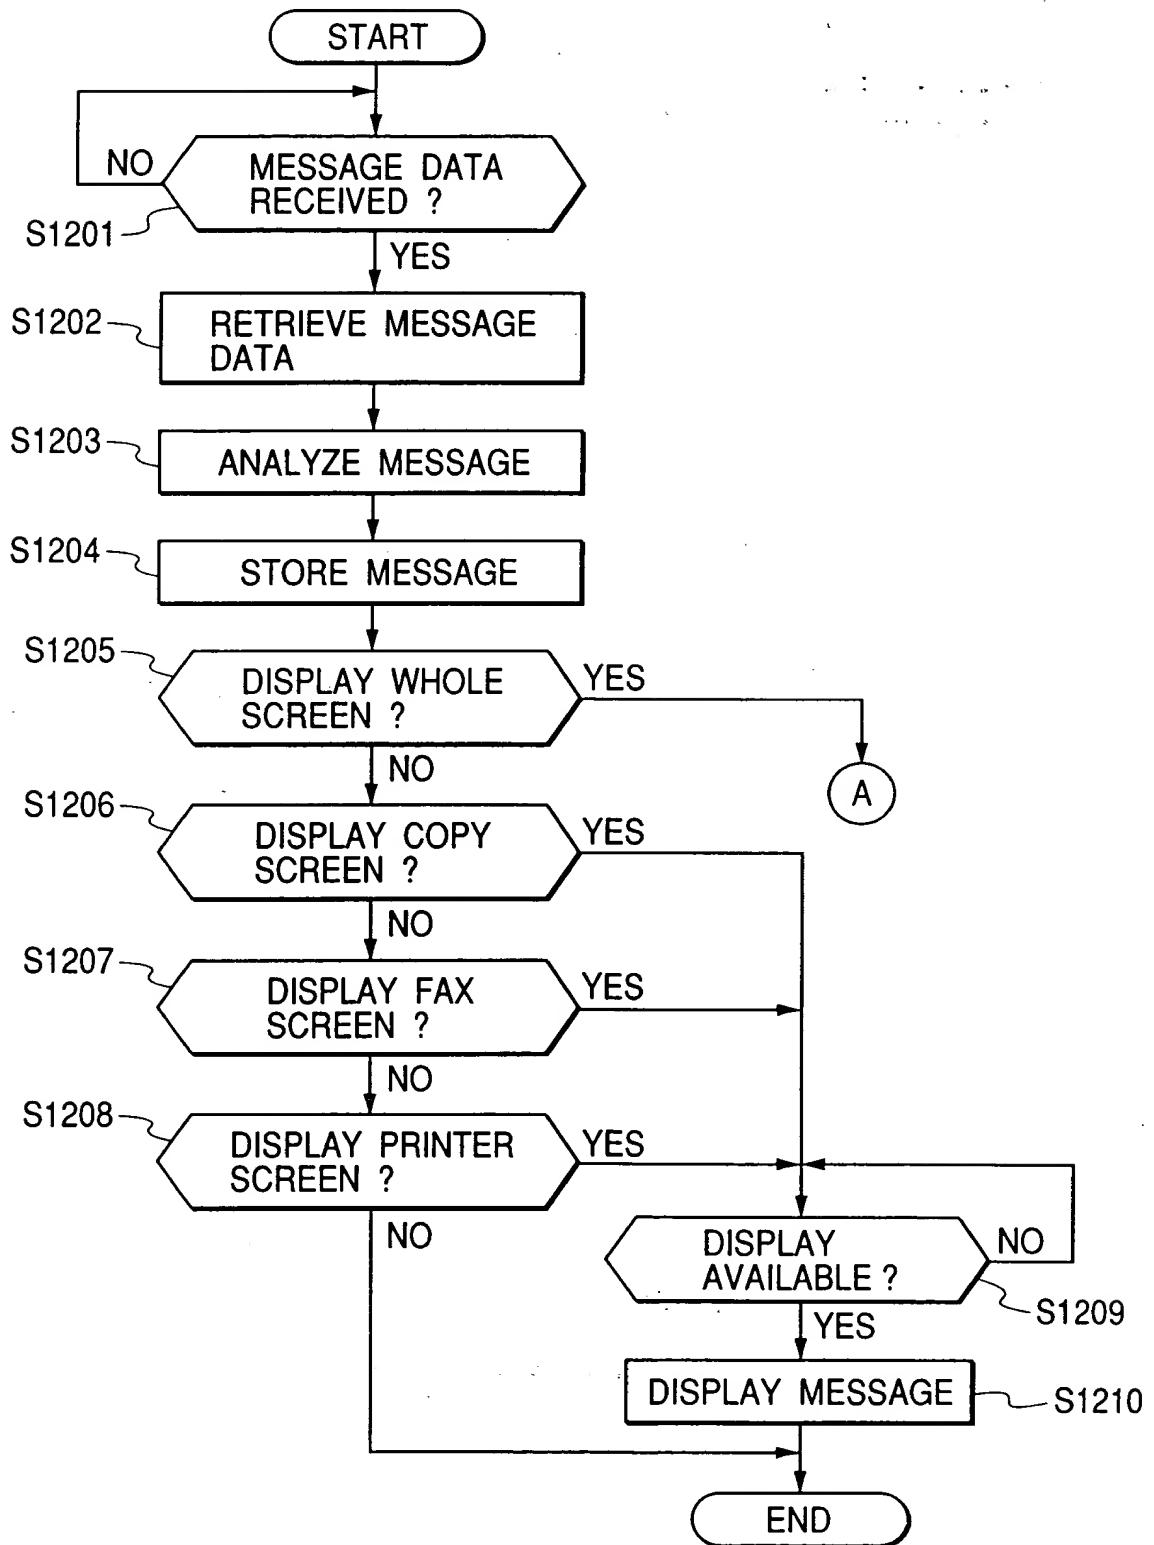 START
NO
MESSAGE DATA
RECEIVED ?
S1201
YES
S1202
RETRIEVE MESSAGE
DATA
S1203
ANALYZE MESSAGE
S1204
STORE MESSAGE
S1205
DISPLAY WHOLE
SCREEN ?
YES
NO
A
S1206
DISPLAY COPY
SCREEN ?
YES
NO
S1207
DISPLAY FAX
SCREEN ?
YES
NO
S1208
DISPLAY PRINTER
SCREEN ?
YES
NO
DISPLAY
AVAILABLE ?
NO
S1209
YES
DISPLAY MESSAGE
S1210
END